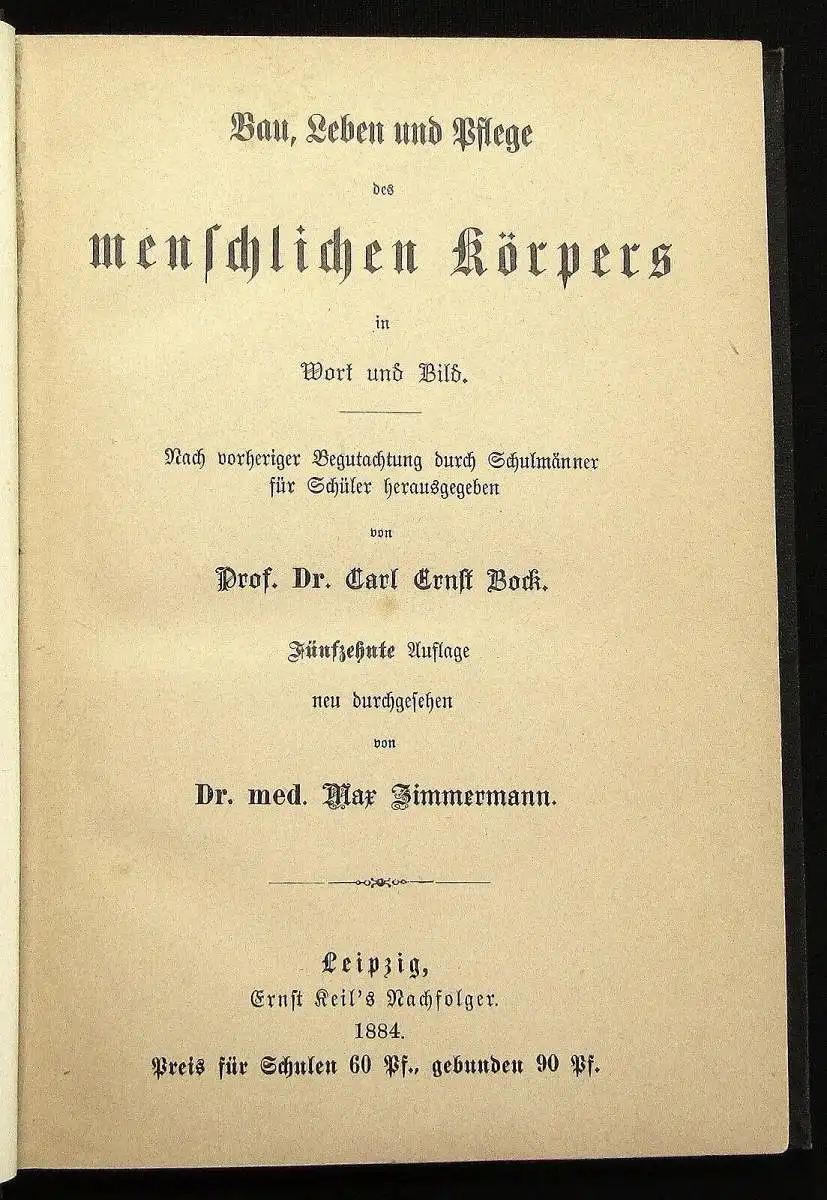 Bau, Leben und Pflege
des
menſchlichen Körpers
in
Wort und Bild.
Nach vorheriger Begutachtung durch Schulmänner
für Schüler herausgegeben
von
Prof. Dr. Carl Ernſt Bock.
Fünfzehnte Auflage
neu durchgeſehen
von
Dr. med. Max Zimmermann.
Leipzig,
Ernſt Keil's Nachfolger.
1884.
Preis für Schulen 60 Pf., gebunden 90 Pf.